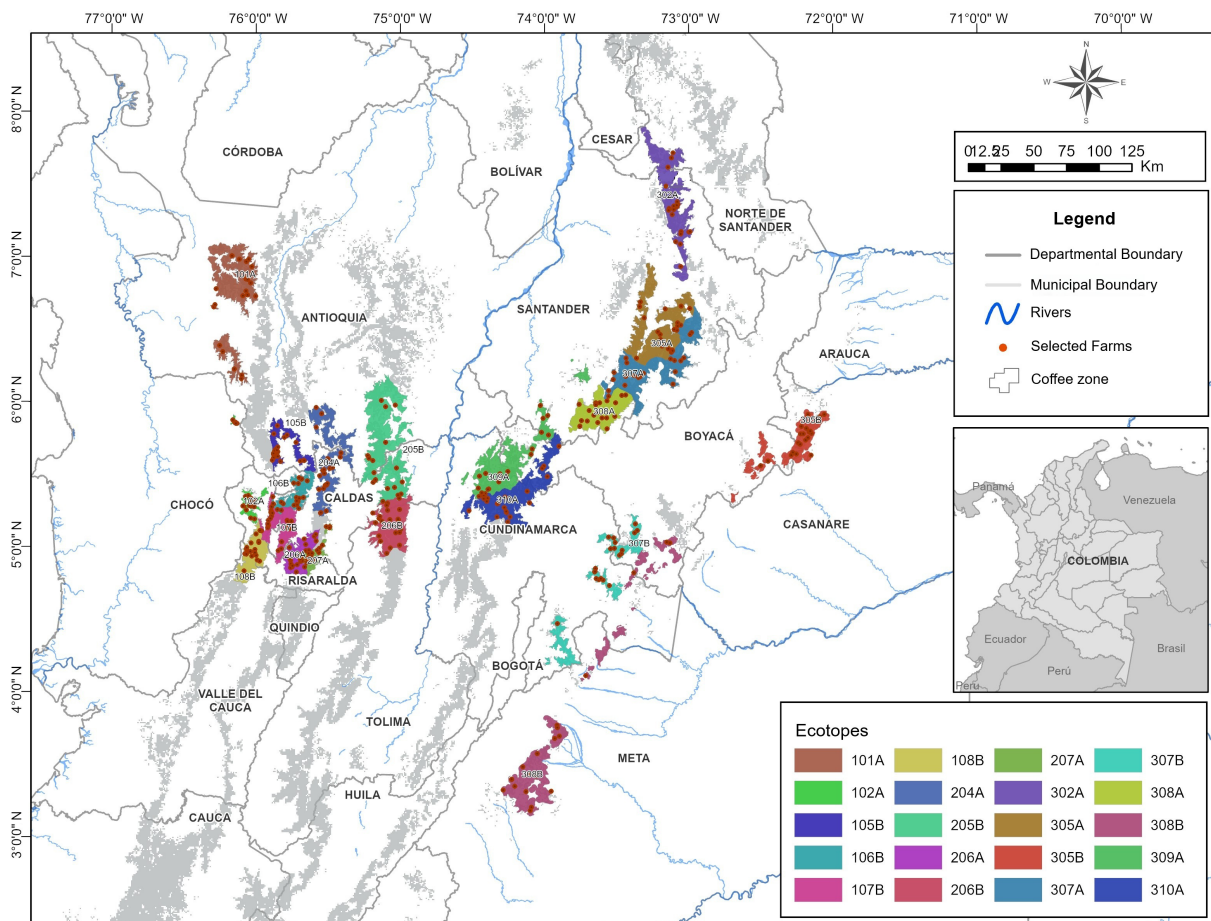 77°0'0" W 76°0'0" W 75°0'0" W 74°0'0" W 73°0'0" W 72°0'0" W 71°0'0" W 70°0'0" W
8°0'0" N
7°0'0" N
6°0'0" N
5°0'0" N
4°0'0" N
3°0'0" N
N
W E
S
0 12.5 25 50 75 100 125
Km
Legend
Departmental Boundary
Municipal Boundary
Rivers
Selected Farms
Coffee zone
CÓRDOBA
BOLÍVAR
CESAR
NORTE DE
SANTANDER
ANTIOQUIA
SANTANDER
ARAUCA
BOYACÁ
CHOCÓ
CALDAS
CUNDINAMARCA
CASANARE
RISARALDA
QUINDIO
BOGOTÁ
VALLE DEL
CAUCA
TOLIMA
META
HUILA
CAUCA
101A
302A
305A
307A
308A
305B
105B
204A
205B
106B
102A
107B
206A
207A
206B
108B
309A
310A
307B
308B
Panamá
Venezuela
COLOMBIA
Ecuador
Perú
Brasil
Peru
Ecotopes
101A 108B 207A 307B
102A 204A 302A 308A
105B 205B 305A 308B
106B 206A 305B 309A
107B 206B 307A 310A